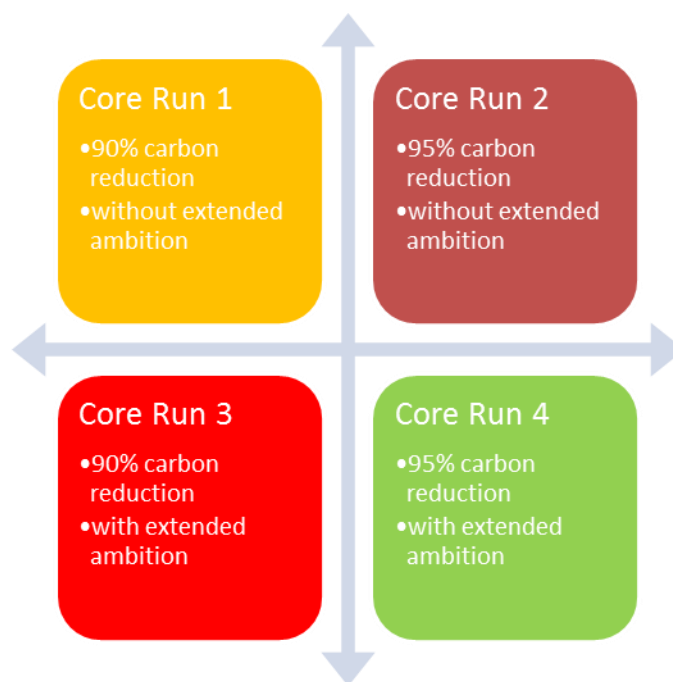 Core Run 1
•90% carbon
reduction
•without extended
ambition
Core Run 2
•95% carbon
reduction
•without extended
ambition
Core Run 3
•90% carbon
reduction
•with extended
ambition
Core Run 4
•95% carbon
reduction
•with extended
ambition